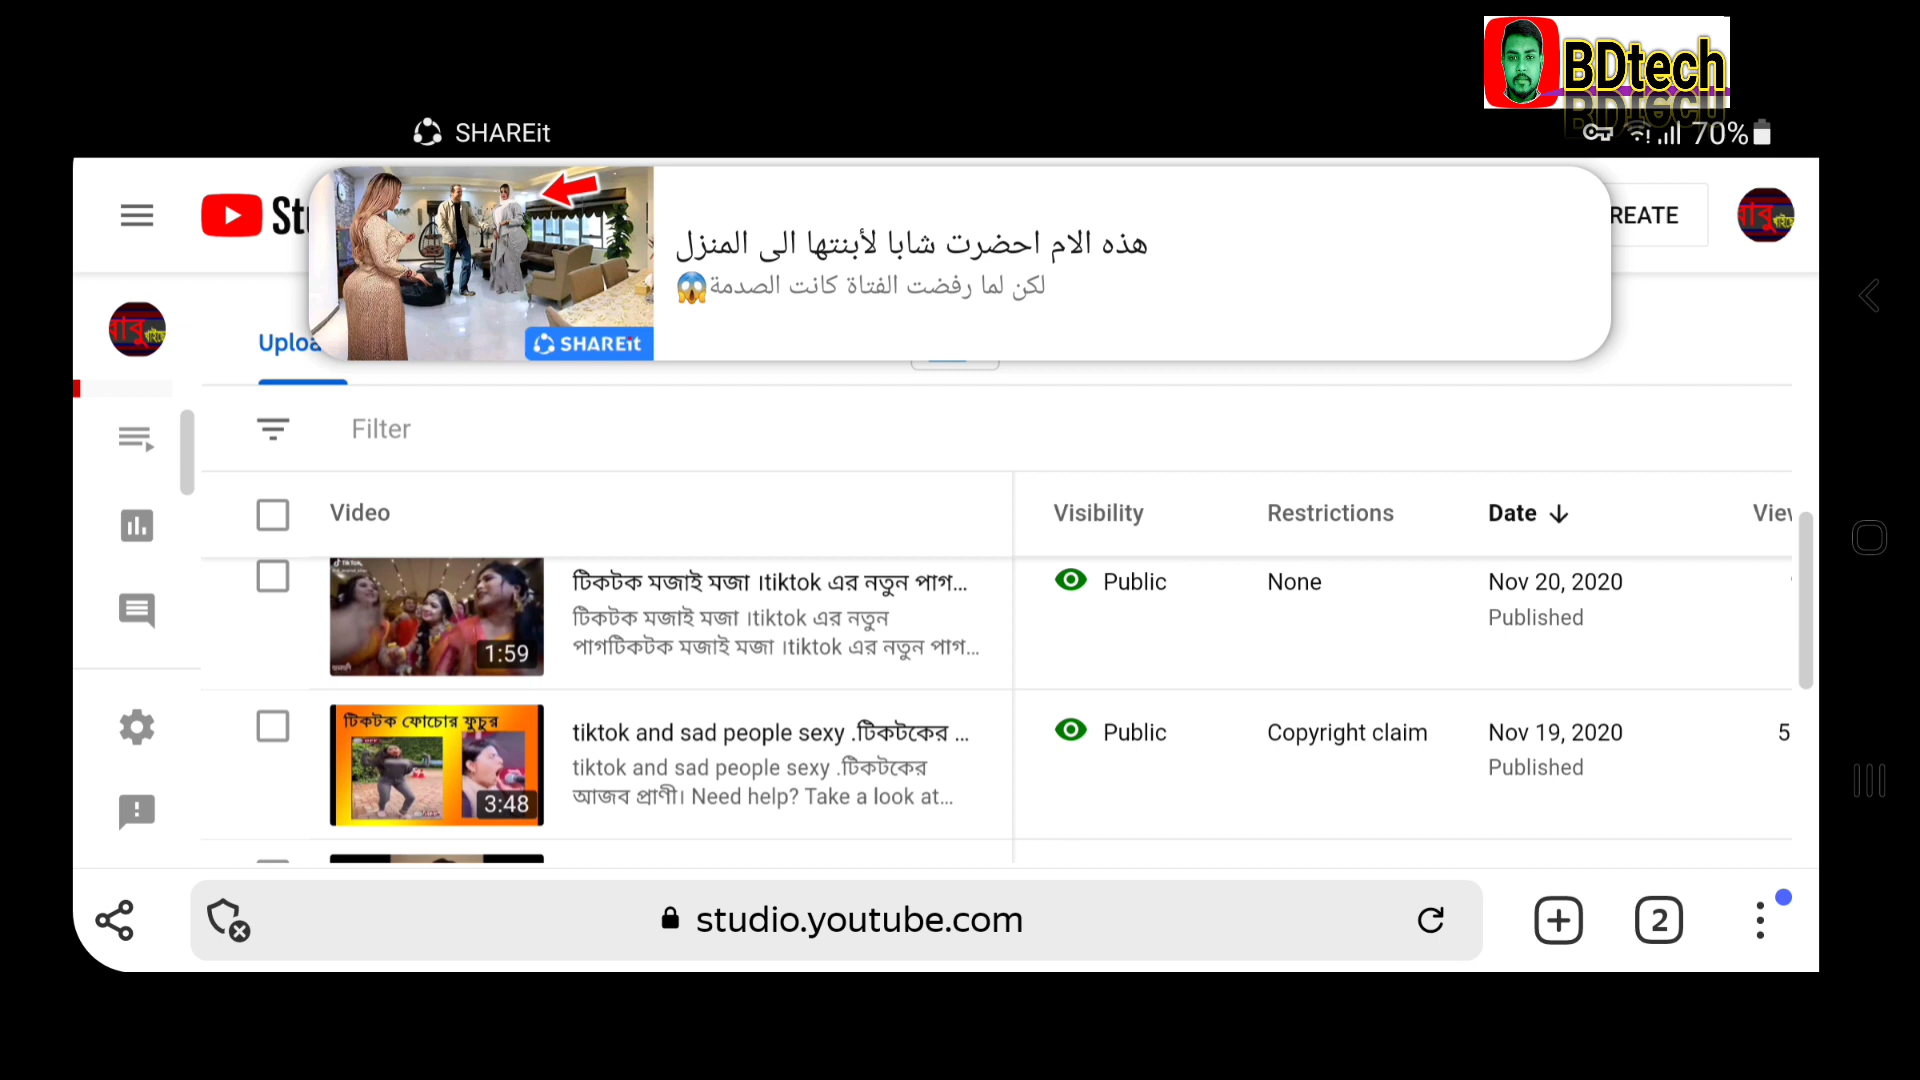 BDtech
SHAREit
70%
Stu
REATE
هذه الام احضرت شابا لأبنتها الى المنزل
لكن لما رفضت الفتاة كانت الصدمة😱
SHAREit
বাবু
খাইছো
Uploa
Filter
Video
Visibility
Restrictions
Date
View
TikTok
টিকটক মজাই মজা ।tiktok এর নতুন পাগ...
টিকটক মজাই মজা ।tiktok এর নতুন
পাগটিকটক মজাই মজা ।tiktok এর নতুন পাগ...
1:59
Public
None
Nov 20, 2020
Published
টিকটক ফোচোর ফুচুর
3:48
tiktok and sad people sexy .টিকটকের ...
tiktok and sad people sexy .টিকটকের
আজব প্রাণী। Need help? Take a look at...
Public
Copyright claim
Nov 19, 2020
Published
5
studio.youtube.com
2